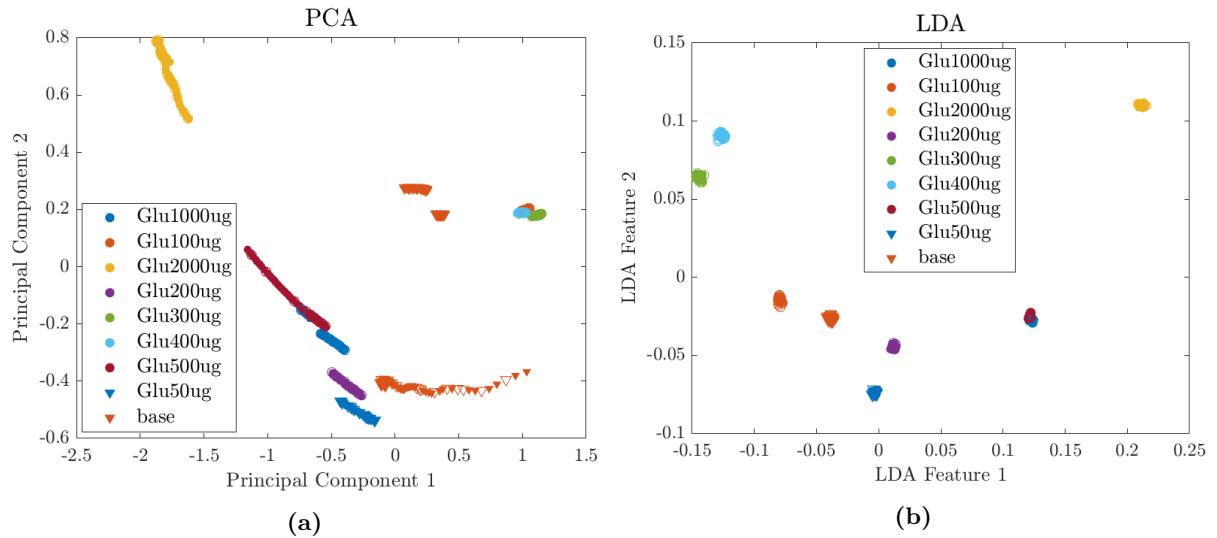 PCA
0.8
0.6
0.4
0.2
0
-0.2
-0.4
-0.6
Principal Component 2
Glu1000ug
Glu100ug
Glu2000ug
Glu200ug
Glu300ug
Glu400ug
Glu500ug
Glu50ug
base
-2.5
-2
-1.5
-1
-0.5
0
0.5
1
1.5
Principal Component 1
(a)
LDA
0.15
0.1
0.05
0
-0.05
-0.1
LDA Feature 2
Glu1000ug
Glu100ug
Glu2000ug
Glu200ug
Glu300ug
Glu400ug
Glu500ug
Glu50ug
base
-0.15
-0.1
-0.05
0
0.05
0.1
0.15
0.2
0.25
LDA Feature 1
(b)